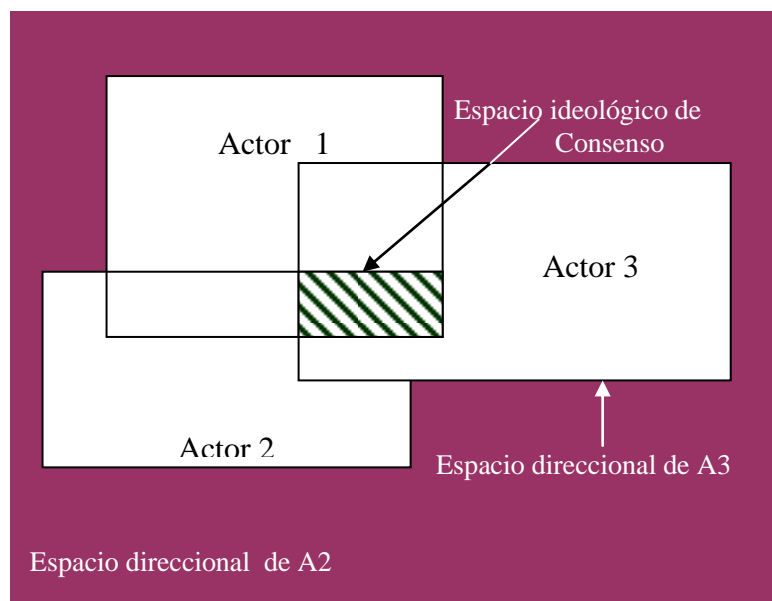 Espacio ideológico de
Consenso
Actor 1
Actor 3
Actor 2
Espacio direccional de A3
Espacio direccional de A2